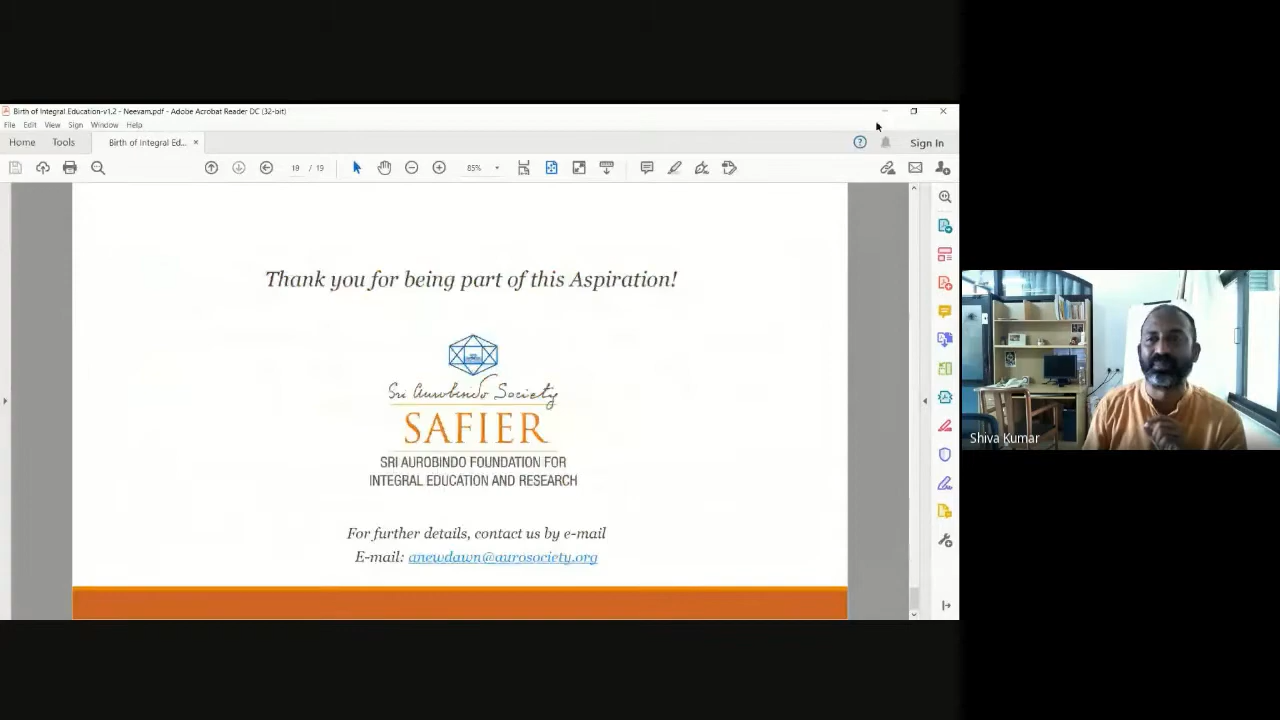 Birth of Integral Education-v1.2 - Neevam.pdf - Adobe Acrobat Reader DC (32-bit)
File Edit View Sign Window Help
Home Tools Birth of Integral Ed... × Sign In
19 / 19 85%
Thank you for being part of this Aspiration!
Sri Aurobindo Society
SAFIER
SRI AUROBINDO FOUNDATION FOR
INTEGRAL EDUCATION AND RESEARCH
For further details, contact us by e-mail
E-mail: anewdawn@aurosociety.org
Shiva Kumar